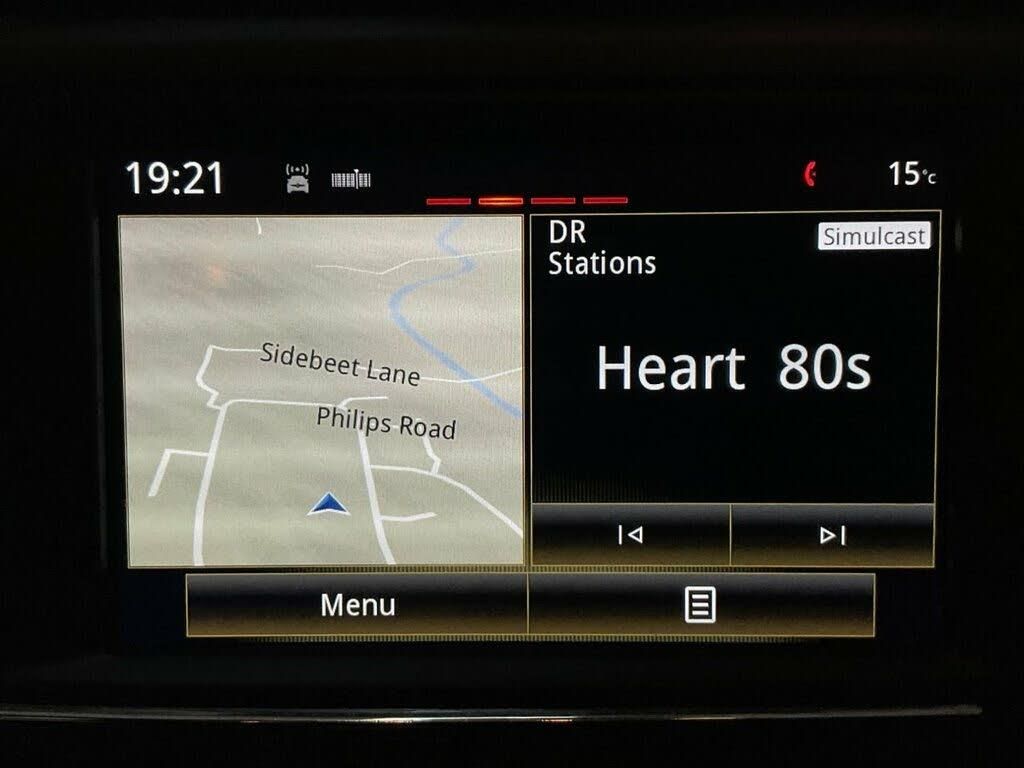 19:21
15°C
Sidebeet Lane
Philips Road
DR
Stations
Simulcast
Heart 80s
Menu